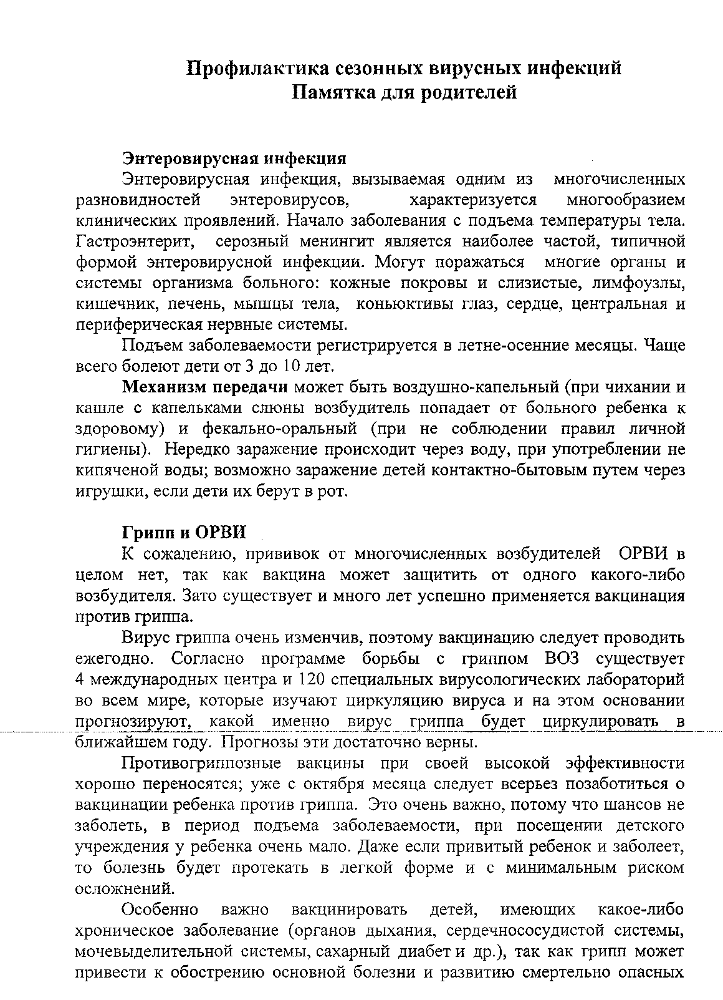 Профилактика сезонных вирусных инфекций
Памятка для родителей
Энтеровирусная инфекция
Энтеровирусная инфекция, вызываемая одним из многочисленных
разновидностей энтеровирусов, характеризуется многообразием
клинических проявлений. Начало заболевания с подъема температуры тела.
Гастроэнтерит, серозный менингит является наиболее частой, типичной
формой энтеровирусной инфекции. Могут поражаться многие органы и
системы организма больного: кожные покровы и слизистые, лимфоузлы,
кишечник, печень, мышцы тела, коньюктивы глаз, сердце, центральная и
периферическая нервные системы.
Подъем заболеваемости регистрируется в летне-осенние месяцы. Чаще
всего болеют дети от 3 до 10 лет.
Механизм передачи может быть воздушно-капельный (при чихании и
кашле с капельками слюны возбудитель попадает от больного ребенка к
здоровому) и фекально-оральный (при не соблюдении правил личной
гигиены). Нередко заражение происходит через воду, при употреблении не
кипяченой воды; возможно заражение детей контактно-бытовым путем через
игрушки, если дети их берут в рот.
Грипп и ОРВИ
К сожалению, прививок от многочисленных возбудителей ОРВИ в
целом нет, так как вакцина может защитить от одного какого-либо
возбудителя. Зато существует и много лет успешно применяется вакцинация
против гриппа.
Вирус гриппа очень изменчив, поэтому вакцинацию следует проводить
ежегодно. Согласно программе борьбы с гриппом ВОЗ существует
4 международных центра и 120 специальных вирусологических лабораторий
во всем мире, которые изучают циркуляцию вируса и на этом основании
прогнозируют, какой именно вирус гриппа будет циркулировать в
ближайшем году. Прогнозы эти достаточно верны.
Противогриппозные вакцины при своей высокой эффективности
хорошо переносятся; уже с октября месяца следует всерьез позаботиться о
вакцинации ребенка против гриппа. Это очень важно, потому что шансов не
заболеть, в период подъема заболеваемости, при посещении детского
учреждения у ребенка очень мало. Даже если привитый ребенок и заболеет,
то болезнь будет протекать в легкой форме и с минимальным риском
осложнений.
Особенно важно вакцинировать детей, имеющих какое-либо
хроническое заболевание (органов дыхания, сердечнососудистой системы,
мочевыделительной системы, сахарный диабет и др.), так как грипп может
привести к обострению основной болезни и развитию смертельно опасных